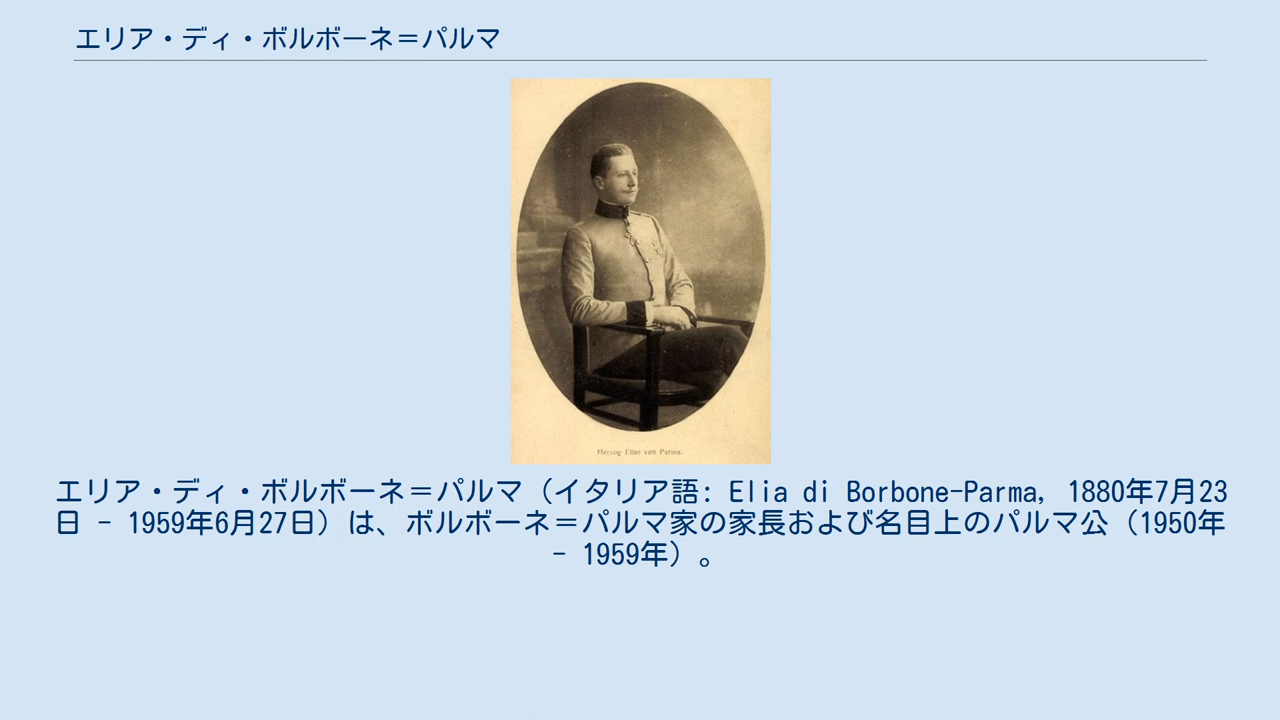 エリア・ディ・ボルボーネ＝パルマ
Herzog Elias von Parma.
エリア・ディ・ボルボーネ＝パルマ（イタリア語: Elia di Borbone-Parma, 1880年7月23
日 - 1959年6月27日）は、ボルボーネ＝パルマ家の家長および名目上のパルマ公（1950年
- 1959年）。